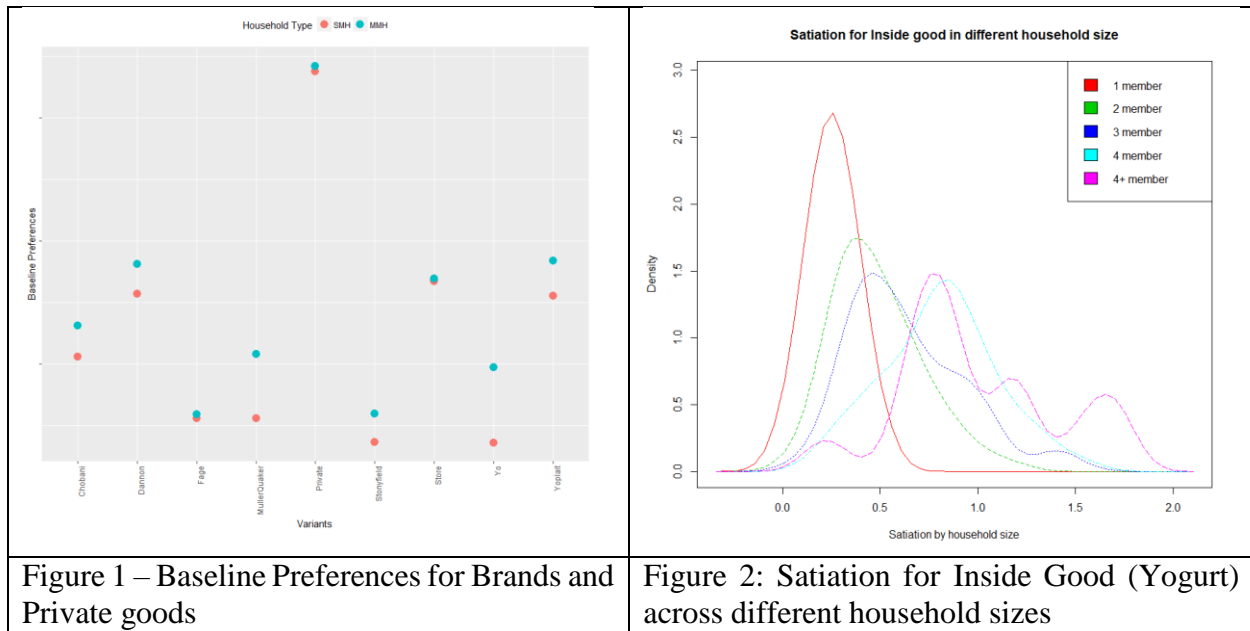 Household Type SMH MMH
Baseline Preferences
Chobani
Dannon
Fage
MullerQuaker
Private
Stonyfield
Store
Yo
Yoplait
Variants
Figure 1 – Baseline Preferences for Brands and
Private goods
Satiation for Inside good in different household size
1 member
2 member
3 member
4 member
4+ member
Density
3.0
2.5
2.0
1.5
1.0
0.5
0.0
0.0 0.5 1.0 1.5 2.0
Satiation by household size
Figure 2: Satiation for Inside Good (Yogurt)
across different household sizes